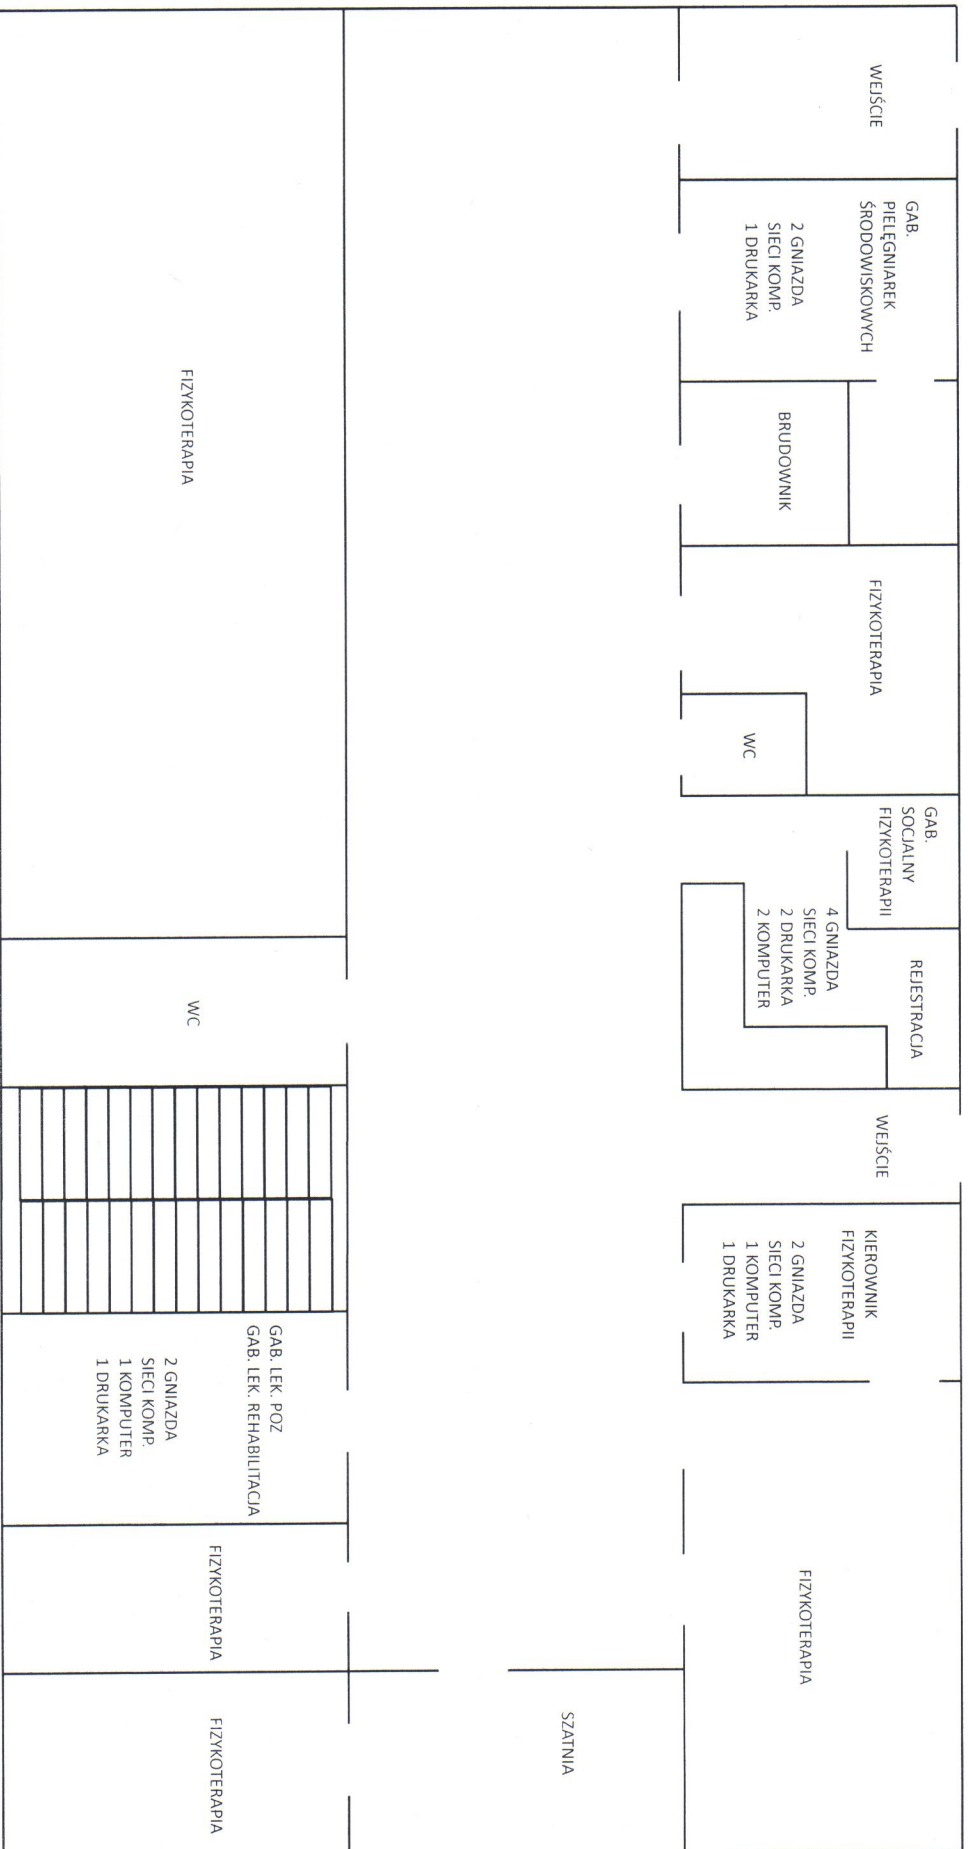 WEJŚCIE
GAB.
PIELĘGNIAREK
ŚRODOWISKOWYCH
2 GNIAZDA
SIECI KOMP.
1 DRUKARKA
BRUDOWNIK
FIZYKOTERAPIA
WC
GAB.
SOCJALNY
FIZYKOTERAPII
4 GNIAZDA
SIECI KOMP.
2 DRUKARKA
2 KOMPUTER
REJESTRACJA
WEJŚCIE
KIEROWNIK
FIZYKOTERAPII
2 GNIAZDA
SIECI KOMP.
1 KOMPUTER
1 DRUKARKA
FIZYKOTERAPIA
SZATNIA
FIZYKOTERAPIA
WC
GAB. LEK. POZ
GAB. LEK. REHABILITACJA
2 GNIAZDA
SIECI KOMP.
1 KOMPUTER
1 DRUKARKA
FIZYKOTERAPIA
FIZYKOTERAPIA